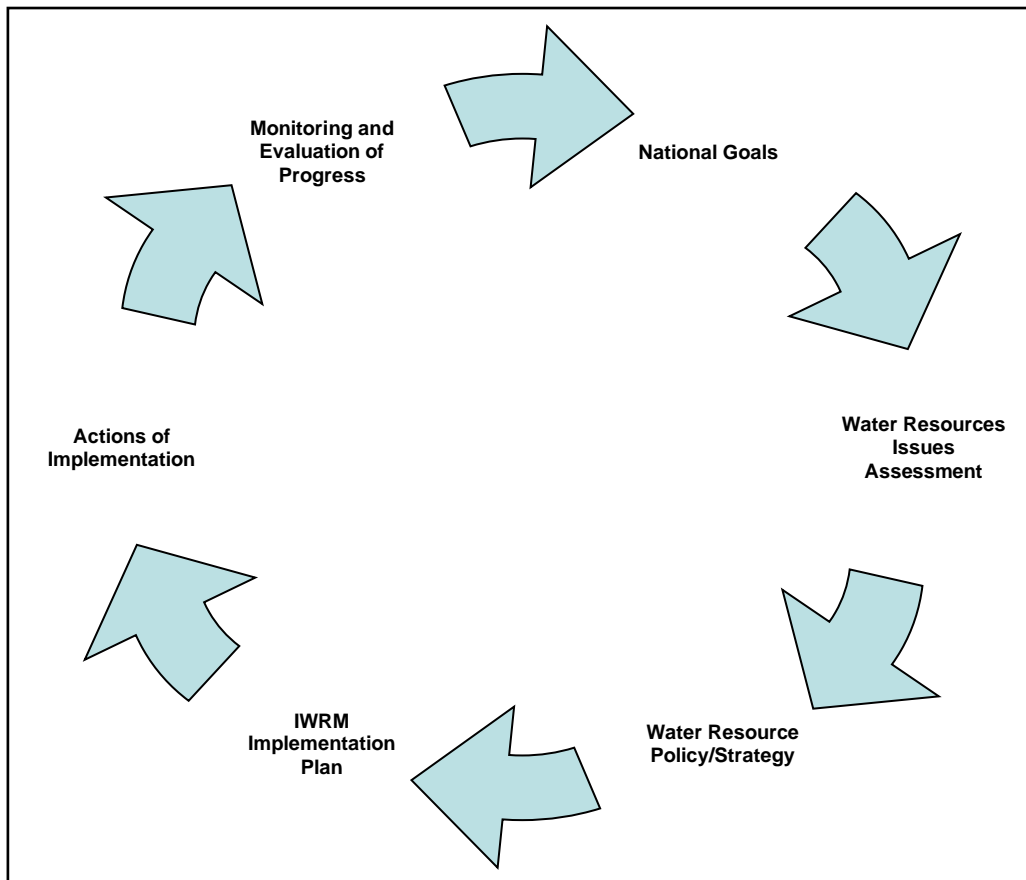 Monitoring and
Evaluation of
Progress
National Goals
Water Resources
Issues
Assessment
Water Resource
Policy/Strategy
IWRM
Implementation
Plan
Actions of
Implementation